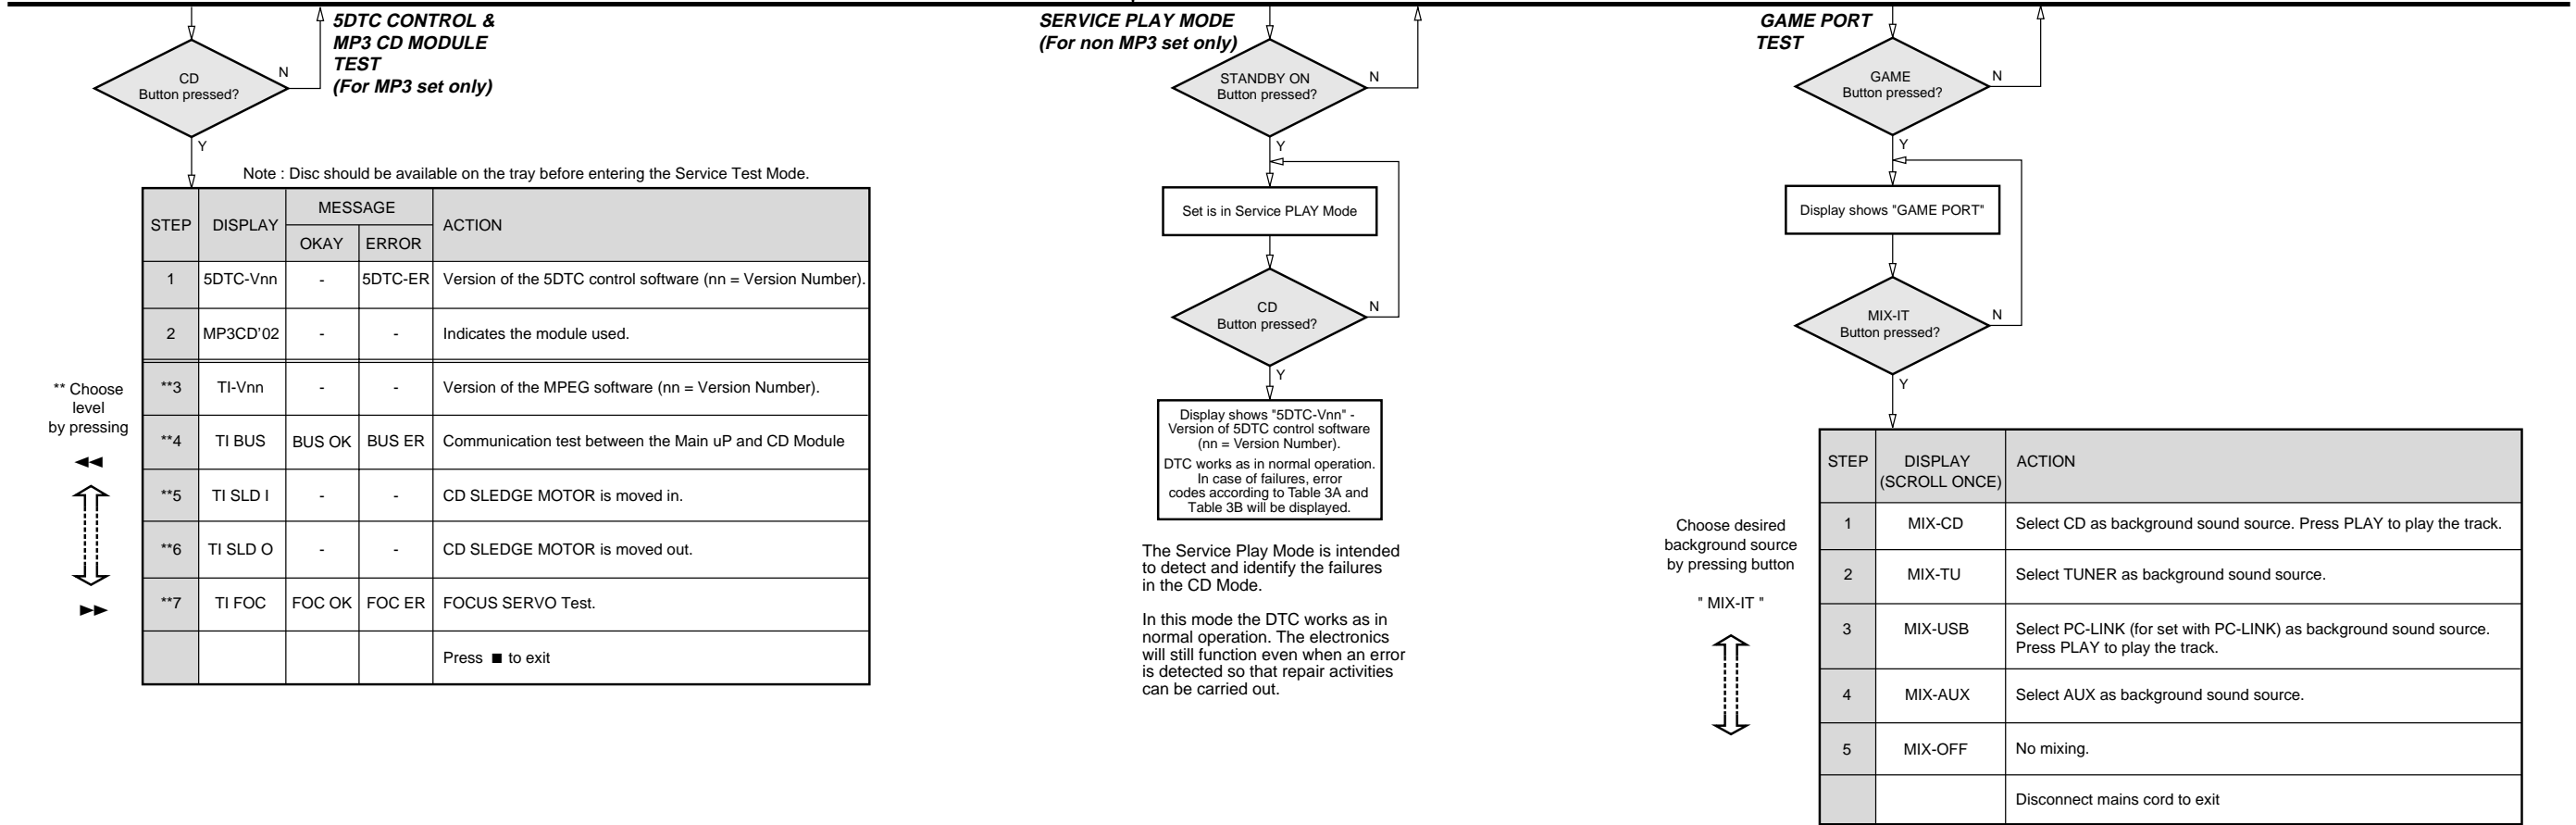 5DTC CONTROL &
MP3 CD MODULE
TEST
(For MP3 set only)
CD
Button pressed?
N
Y
Note : Disc should be available on the tray before entering the Service Test Mode.
STEP DISPLAY MESSAGE ACTION
OKAY ERROR
1 5DTC-Vnn - 5DTC-ER Version of the 5DTC control software (nn = Version Number).
2 MP3CD'02 - - Indicates the module used.
**3 TI-Vnn - - Version of the MPEG software (nn = Version Number).
**4 TI BUS BUS OK BUS ER Communication test between the Main uP and CD Module
**5 TI SLD I - - CD SLEDGE MOTOR is moved in.
**6 TI SLD O - - CD SLEDGE MOTOR is moved out.
**7 TI FOC FOC OK FOC ER FOCUS SERVO Test.
Press ■ to exit
** Choose
level
by pressing
◄◄
►►
SERVICE PLAY MODE
(For non MP3 set only)
STANDBY ON
Button pressed?
N
Y
Set is in Service PLAY Mode
CD
Button pressed?
N
Y
Display shows "5DTC-Vnn" -
Version of 5DTC control software
(nn = Version Number).
DTC works as in normal operation.
In case of failures, error
codes according to Table 3A and
Table 3B will be displayed.
The Service Play Mode is intended
to detect and identify the failures
in the CD Mode.
In this mode the DTC works as in
normal operation. The electronics
will still function even when an error
is detected so that repair activities
can be carried out.
GAME PORT
TEST
GAME
Button pressed?
N
Y
Display shows "GAME PORT"
MIX-IT
Button pressed?
N
Y
Choose desired
background source
by pressing button
" MIX-IT "
STEP DISPLAY ACTION
(SCROLL ONCE)
1 MIX-CD Select CD as background sound source. Press PLAY to play the track.
2 MIX-TU Select TUNER as background sound source.
3 MIX-USB Select PC-LINK (for set with PC-LINK) as background sound source.
Press PLAY to play the track.
4 MIX-AUX Select AUX as background sound source.
5 MIX-OFF No mixing.
Disconnect mains cord to exit